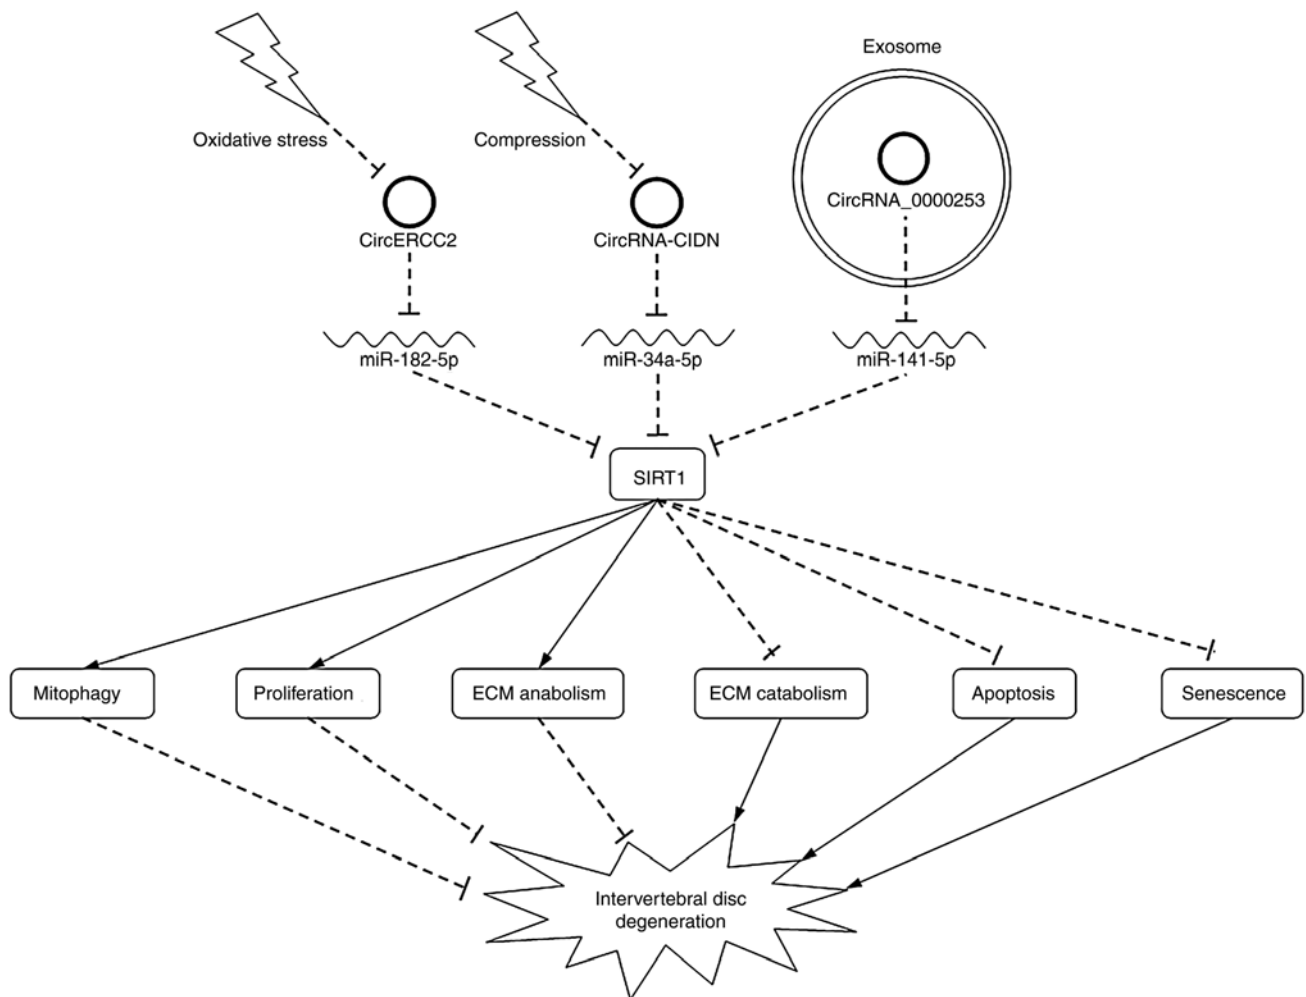 Exosome
Oxidative stress
Compression
CircRNA_0000253
CircERCC2
CircRNA-CIDN
miR-182-5p
miR-34a-5p
miR-141-5p
SIRT1
Mitophagy
Proliferation
ECM anabolism
ECM catabolism
Apoptosis
Senescence
Intervertebral disc
degeneration